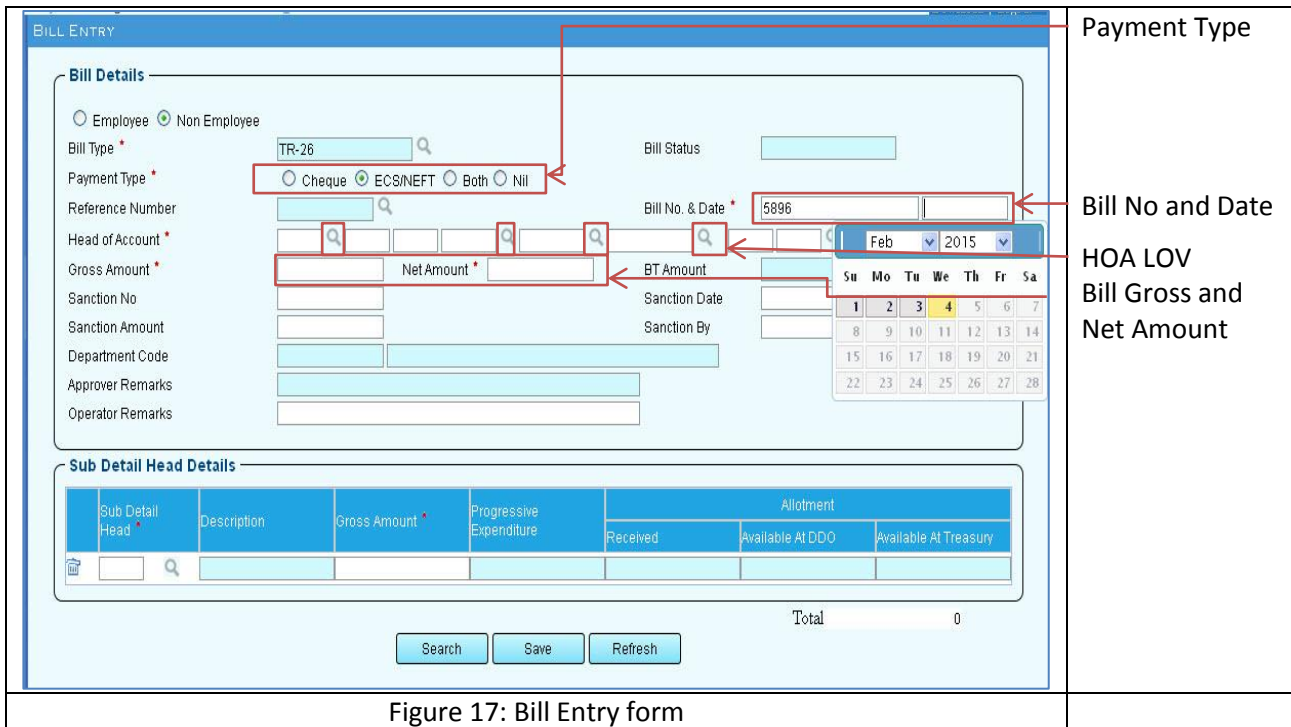 BILL ENTRY
Payment Type
Bill Details
Employee Non Employee
Bill Type * TR-26 Bill Status
Payment Type * Cheque ECS/NEFT Both Nil
Reference Number Bill No. & Date * 5896
Bill No and Date
Head of Account *
Feb 2015
HOA LOV
Gross Amount * Net Amount * BT Amount
Su Mo Tu We Th Fr Sa
Bill Gross and
Net Amount
Sanction No Sanction Date
1 2 3 4 5 6 7
Sanction Amount Sanction By
8 9 10 11 12 13 14
Department Code
15 16 17 18 19 20 21
Approver Remarks
22 23 24 25 26 27 28
Operator Remarks
Sub Detail Head Details
Sub Detail
Head *
Description
Gross Amount *
Progressive
Expenditure
Allotment
Received Available At DDO Available At Treasury
Total 0
Search Save Refresh
Figure 17: Bill Entry form